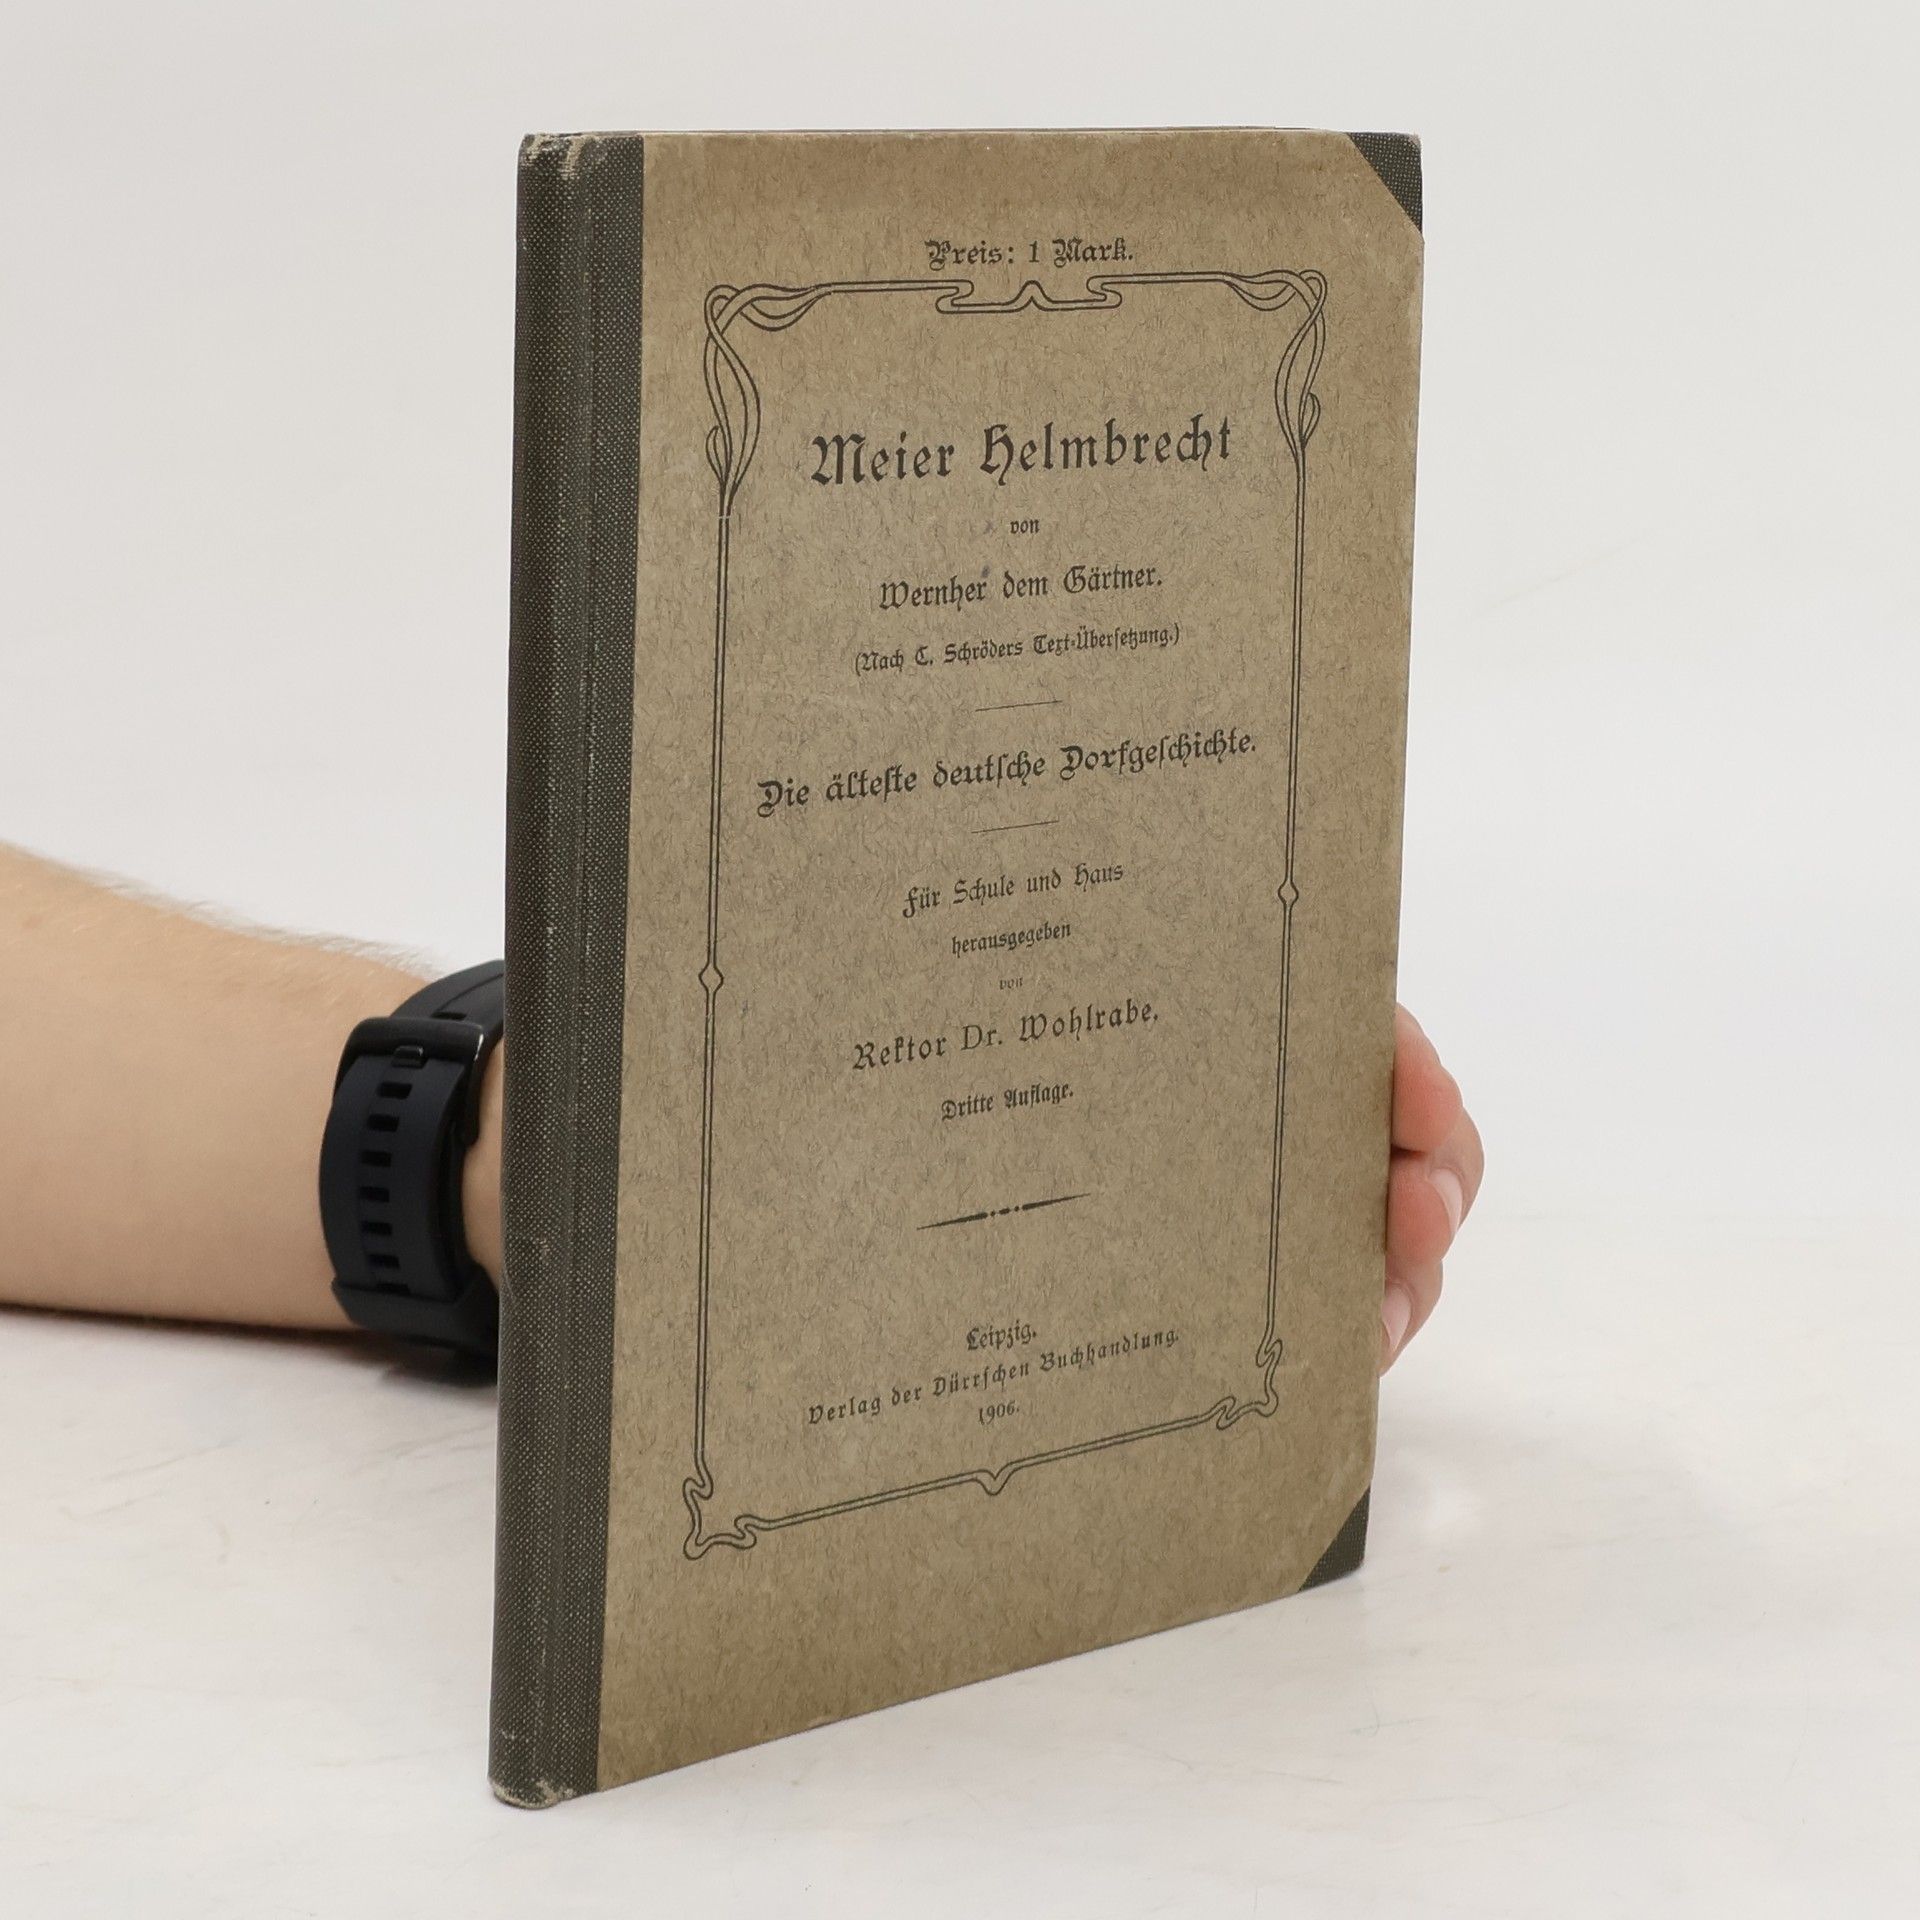 Preis: 1 Mark.
Meier Helmbrecht
von
Wernher dem Gärtner.
(Nach C. Schröders Text-Übersetzung.)
Die älteste deutsche Dorfgeschichte.
Für Schule und Haus
herausgegeben
von
Rektor Dr. Wohlrabe.
Dritte Auflage.
Leipzig.
Verlag der Dürrschen Buchhandlung.
1906.